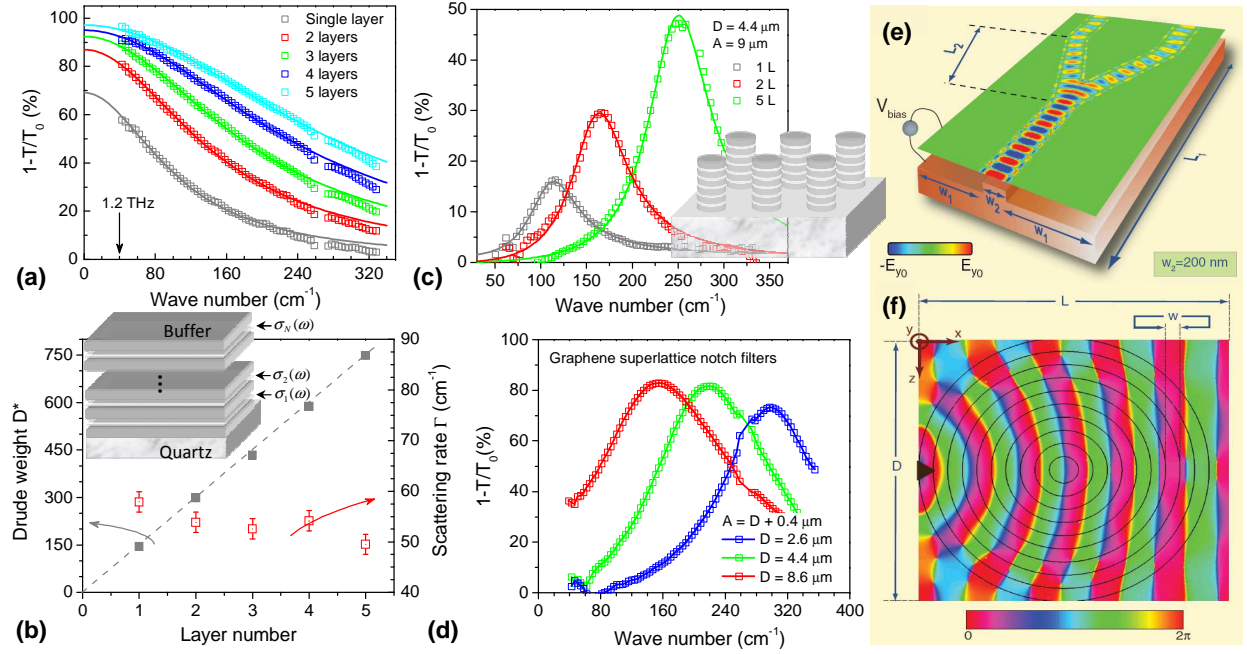 100
80
60
40
20
0
1-T/T₀ (%)
Single layer
2 layers
3 layers
4 layers
5 layers
1.2 THz
0 80 160 240 320
(a)
Wave number (cm⁻¹)
50
40
30
20
10
0
1-T/T₀ (%)
D = 4.4 μm
A = 9 μm
1 L
2 L
5 L
50 100 150 200 250 300 350
(c)
Wave number (cm⁻¹)
(e)
L₂
V_bias
L₁
w₁
w₂
w₁
-E_y0 E_y0
w₂=200 nm
750
600
450
300
150
0
Drude weight D*
Buffer
σ_N(ω)
σ₂(ω)
σ₁(ω)
Quartz
90
80
70
60
50
40
Scattering rate Γ (cm⁻¹)
0 1 2 3 4 5
(b)
Layer number
80
60
40
20
0
1-T/T₀(%)
Graphene superlattice notch filters
A = D + 0.4 μm
D = 2.6 μm
D = 4.4 μm
D = 8.6 μm
0 80 160 240 320 400
(d)
Wave number (cm⁻¹)
(f)
L
w
y
x
z
D
0 2π